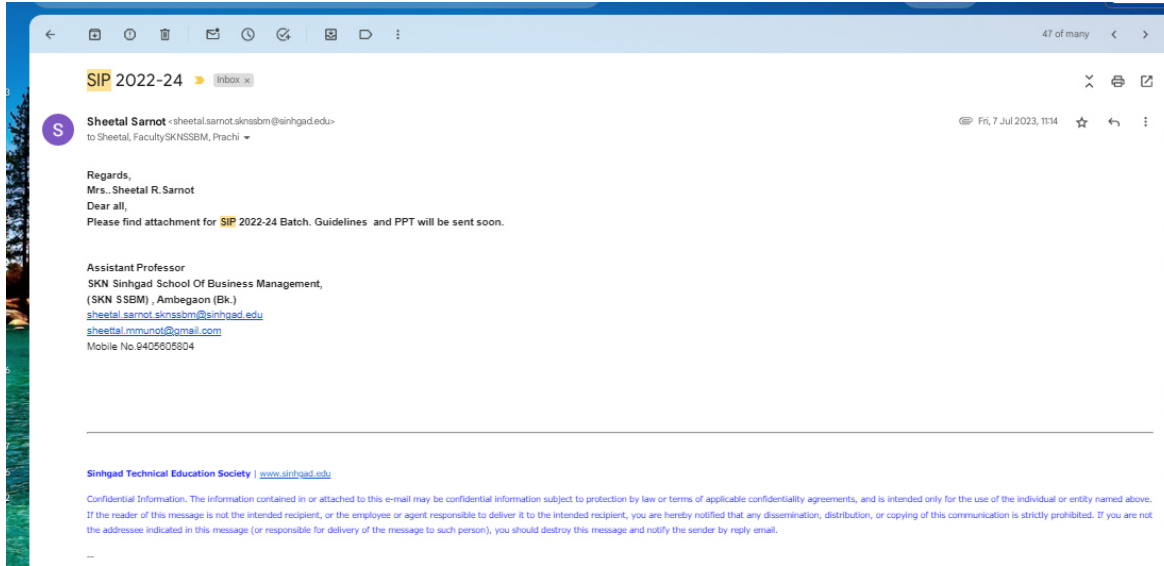 47 of many
SIP 2022-24 Inbox x
Sheetal Sarnot <sheetal.sarnot.sknssbm@sinhgad.edu> Fri, 7 Jul 2023, 11:14
to Sheetal, FacultySKNSSBM, Prachi
S
Regards,
Mrs..Sheetal R.Sarnot
Dear all,
Please find attachment for SIP 2022-24 Batch. Guidelines and PPT will be sent soon.
Assistant Professor
SKN Sinhgad School Of Business Management,
(SKN SSBM) , Ambegaon (Bk.)
sheetal.sarnot.sknssbm@sinhgad.edu
sheettal.mmunot@gmail.com
Mobile No.9405605804
Sinhgad Technical Education Society | www.sinhgad.edu
Confidential Information. The information contained in or attached to this e-mail may be confidential information subject to protection by law or terms of applicable confidentiality agreements, and is intended only for the use of the individual or entity named above.
If the reader of this message is not the intended recipient, or the employee or agent responsible to deliver it to the intended recipient, you are hereby notified that any dissemination, distribution, or copying of this communication is strictly prohibited. If you are not
the addressee indicated in this message (or responsible for delivery of the message to such person), you should destroy this message and notify the sender by reply email.
--